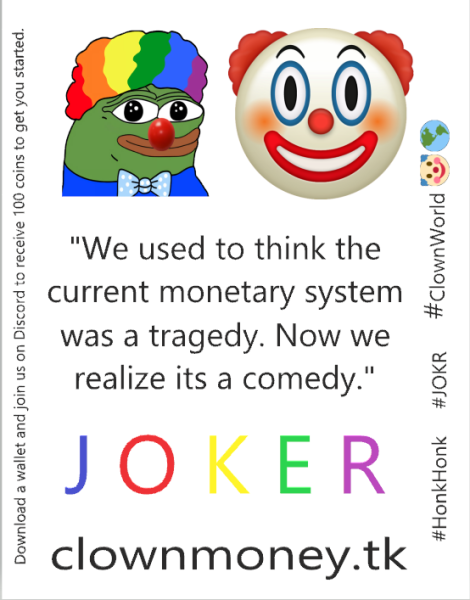 Download a wallet and join us on Discord to receive 100 coins to get you started.
"We used to think the
current monetary system
was a tragedy. Now we
realize its a comedy."
JOKER
clownmoney.tk
#HonkHonk #JOKR #ClownWorld